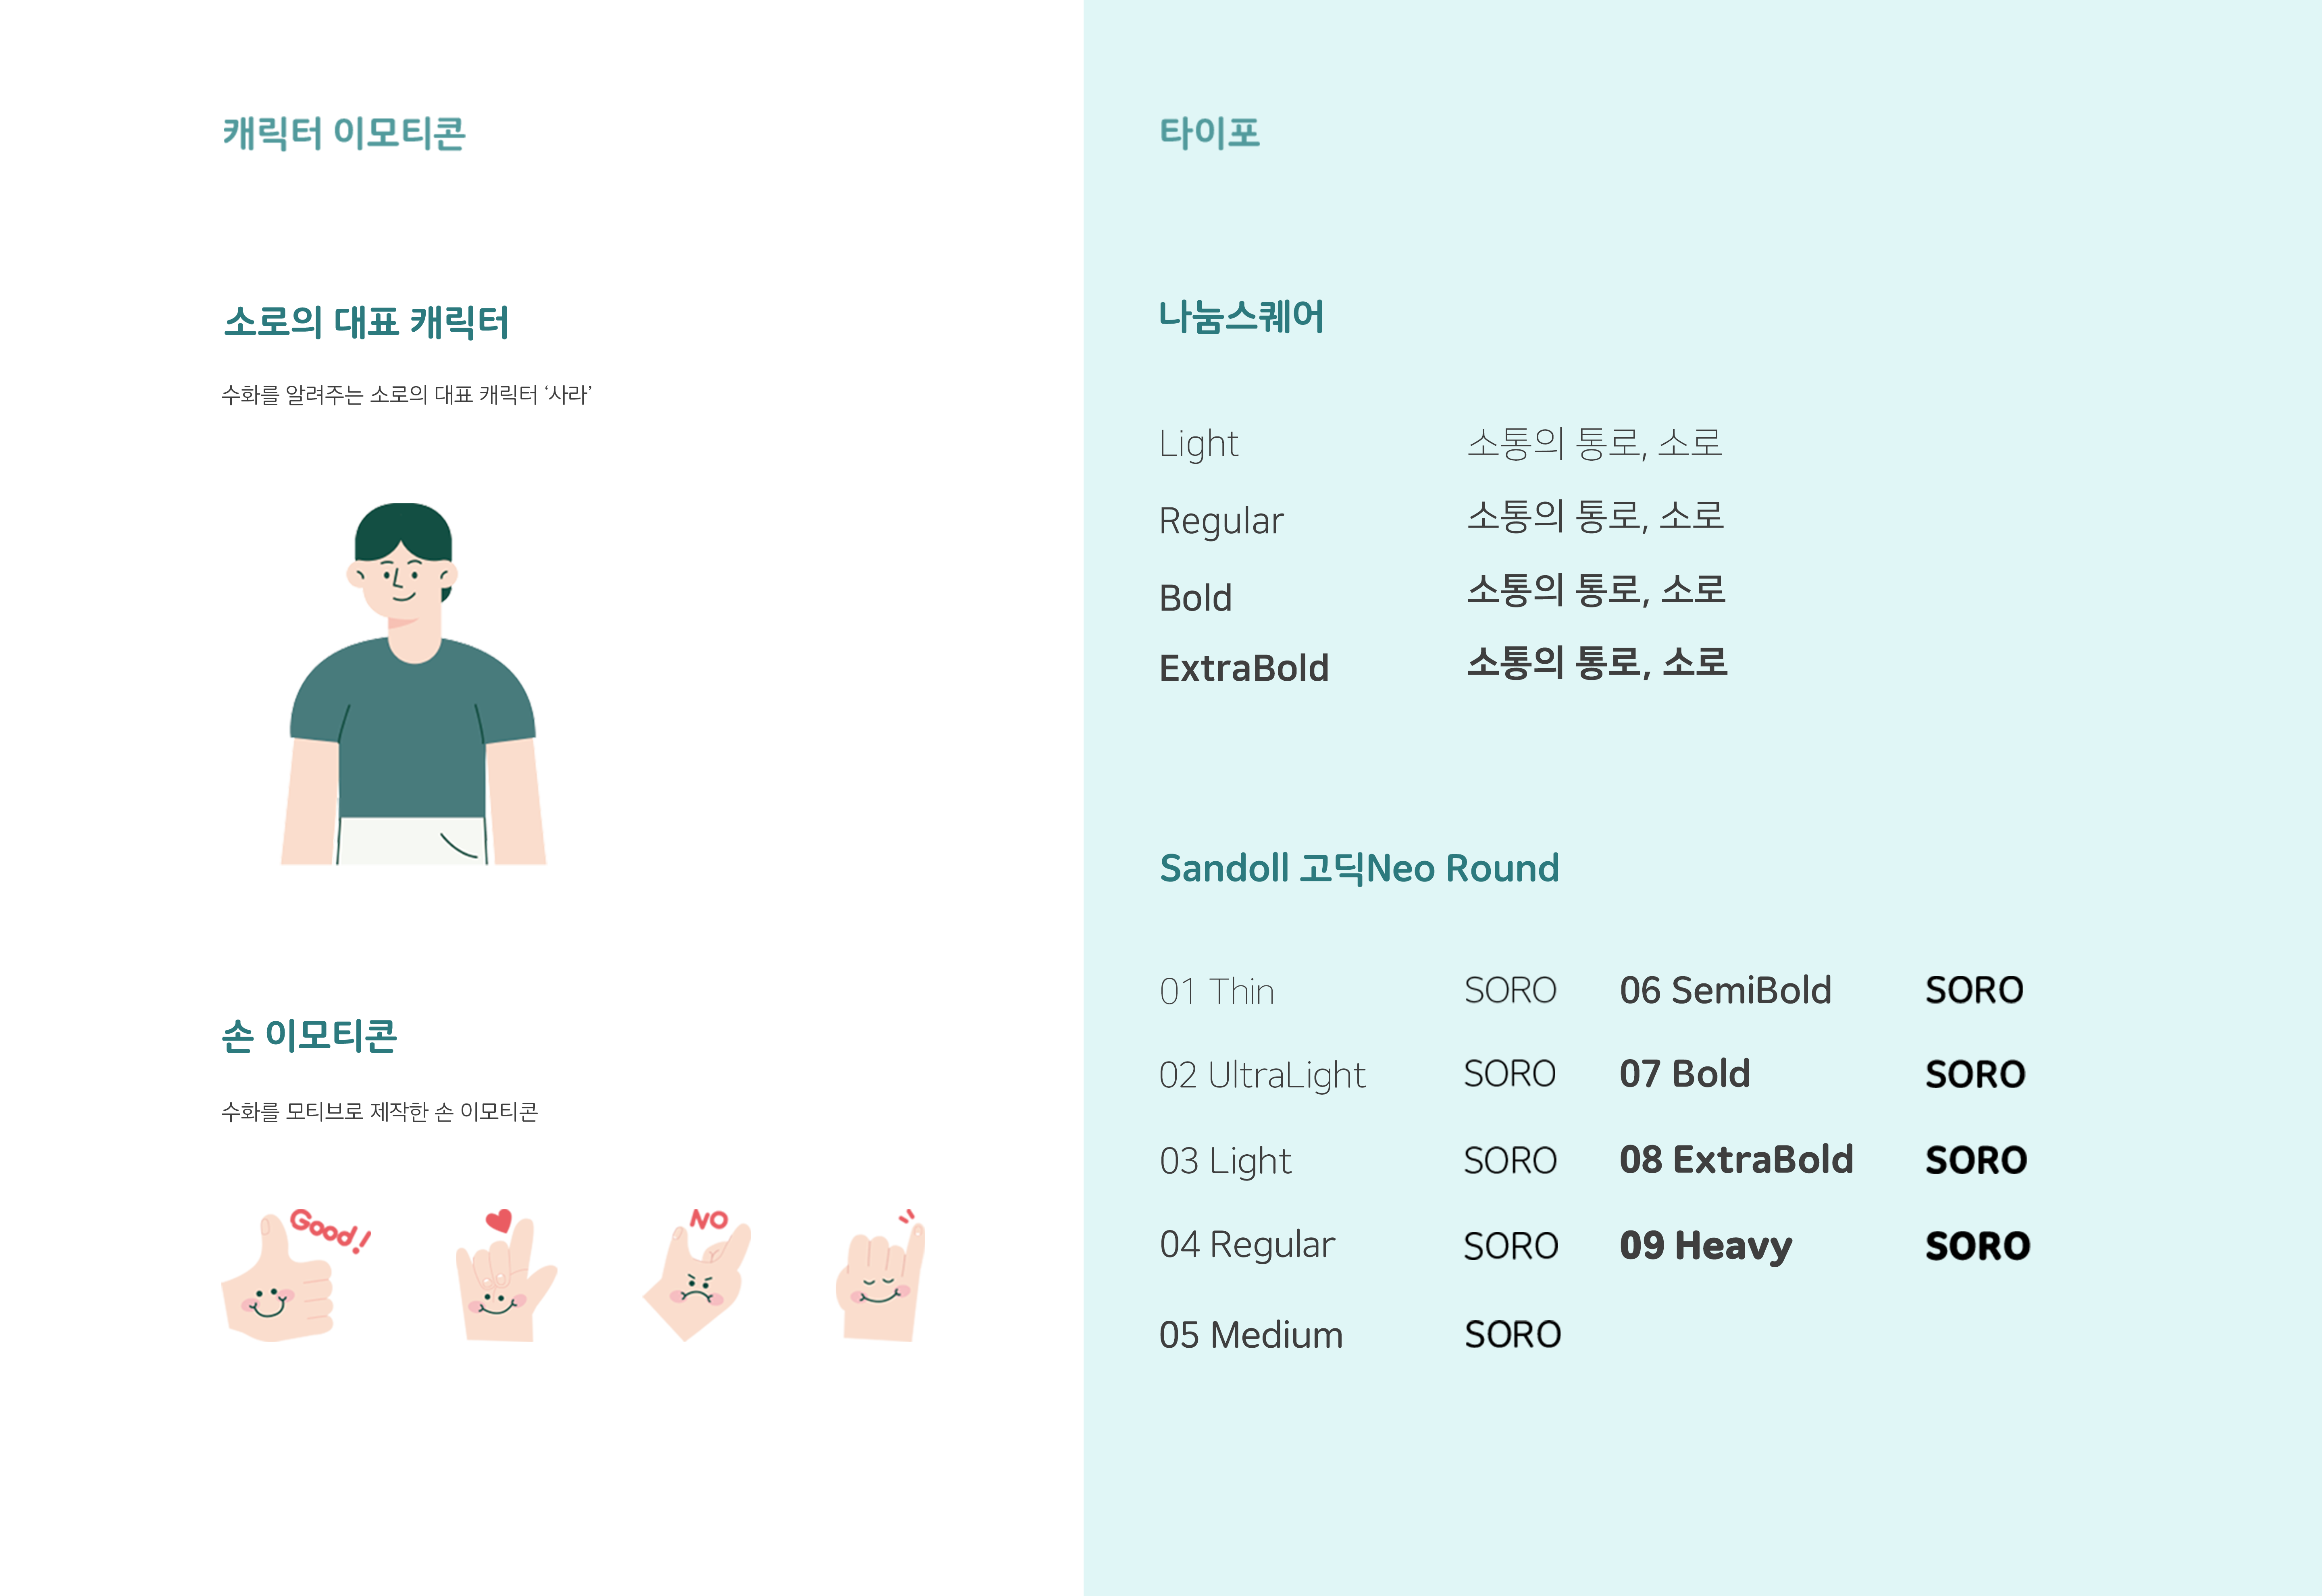 캐릭터 이모티콘
소로의 대표 캐릭터
수화를 알려주는 소로의 대표 캐릭터 ‘사라’
손 이모티콘
수화를 모티브로 제작한 손 이모티콘
Good!
NO
타이포
나눔스퀘어
Light 소통의 통로, 소로
Regular 소통의 통로, 소로
Bold 소통의 통로, 소로
ExtraBold 소통의 통로, 소로
Sandoll 고딕Neo Round
01 Thin SORO 06 SemiBold SORO
02 UltraLight SORO 07 Bold SORO
03 Light SORO 08 ExtraBold SORO
04 Regular SORO 09 Heavy SORO
05 Medium SORO